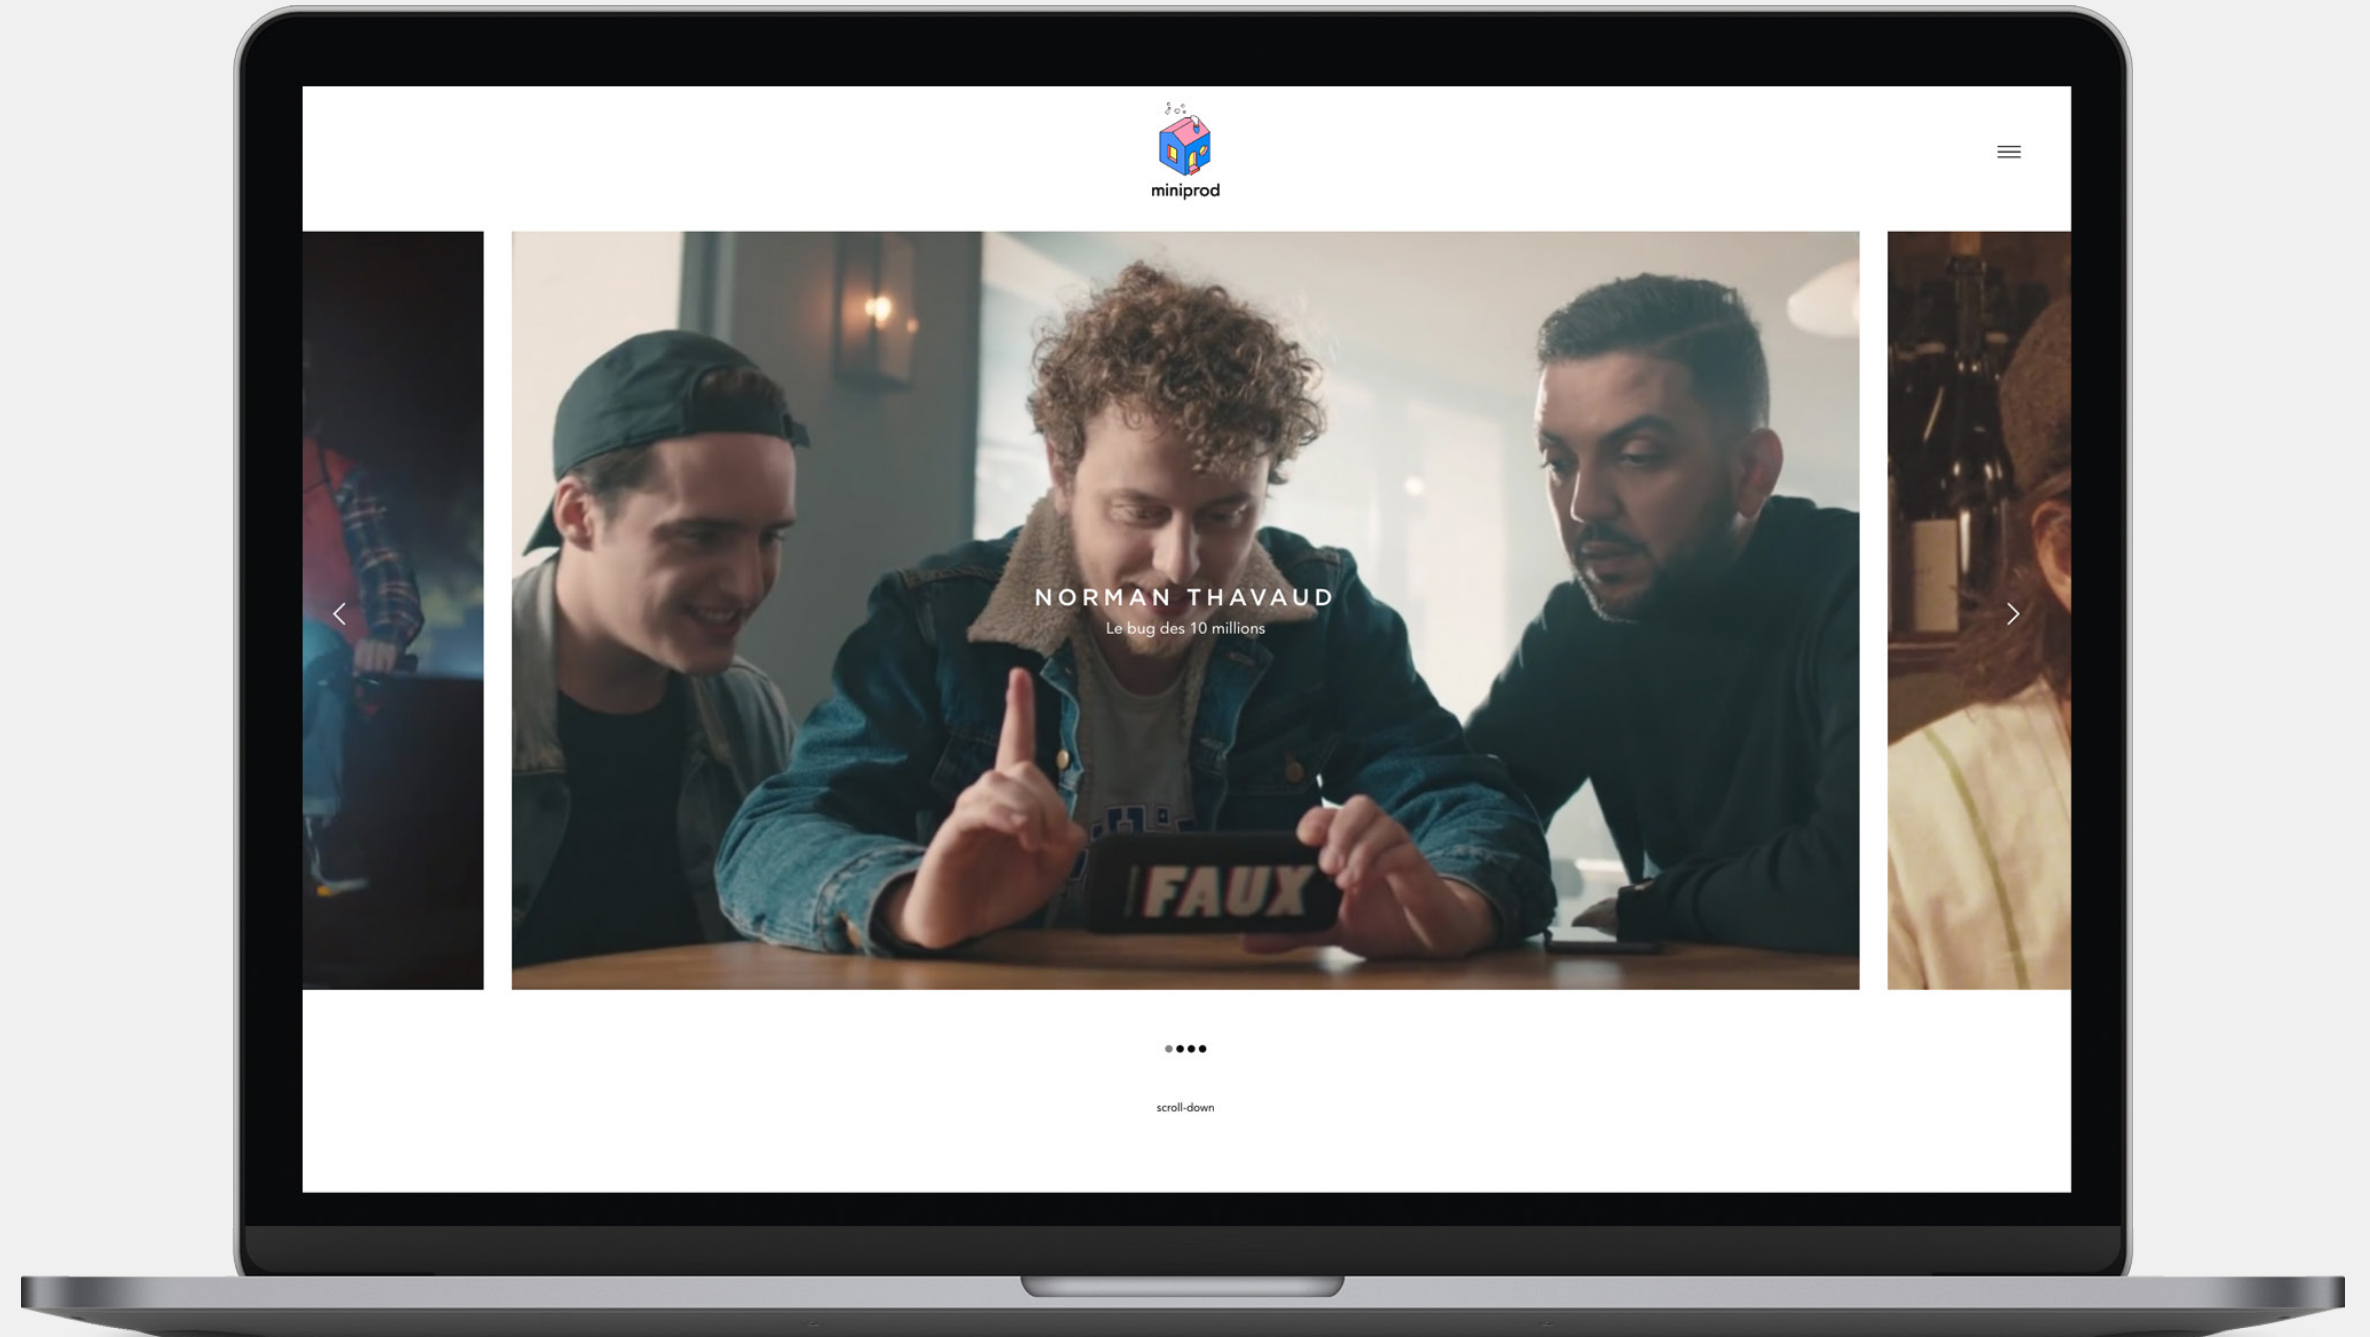 miniprod
NORMAN THAVAUD
Le bug des 10 millions
FAUX
scroll-down